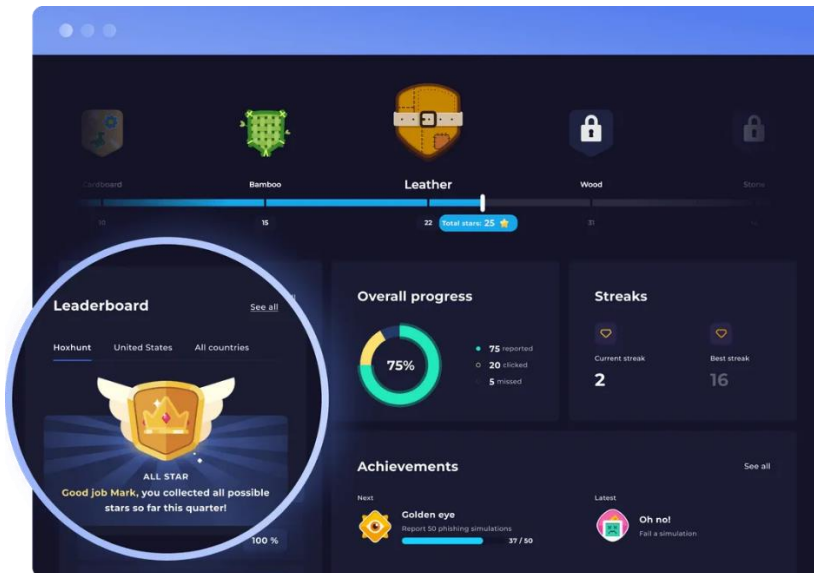 Cardboard
Bamboo
Leather
Wood
Stone
15
22
Total stars: 25
31
Leaderboard
See all
Hoxhunt
United States
All countries
ALL STAR
Good job Mark, you collected all possible
stars so far this quarter!
100 %
Overall progress
75%
75 reported
20 clicked
5 missed
Streaks
Current streak
2
Best streak
16
Achievements
See all
Next
Golden eye
Report 50 phishing simulations
37 / 50
Latest
Oh no!
Fail a simulation